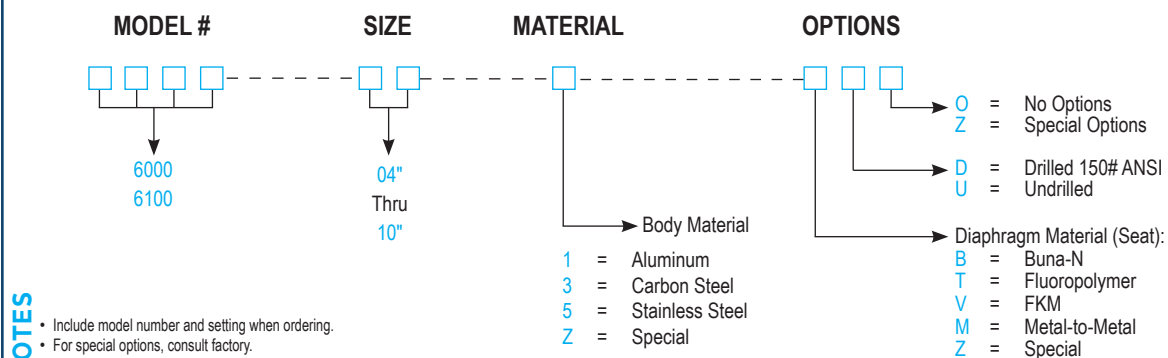 MODEL # SIZE MATERIAL OPTIONS
6000
6100
04"
Thru
10"
Body Material
1 = Aluminum
3 = Carbon Steel
5 = Stainless Steel
Z = Special
O = No Options
Z = Special Options
D = Drilled 150# ANSI
U = Undrilled
Diaphragm Material (Seat):
B = Buna-N
T = Fluoropolymer
V = FKM
M = Metal-to-Metal
Z = Special
• Include model number and setting when ordering.
• For special options, consult factory.